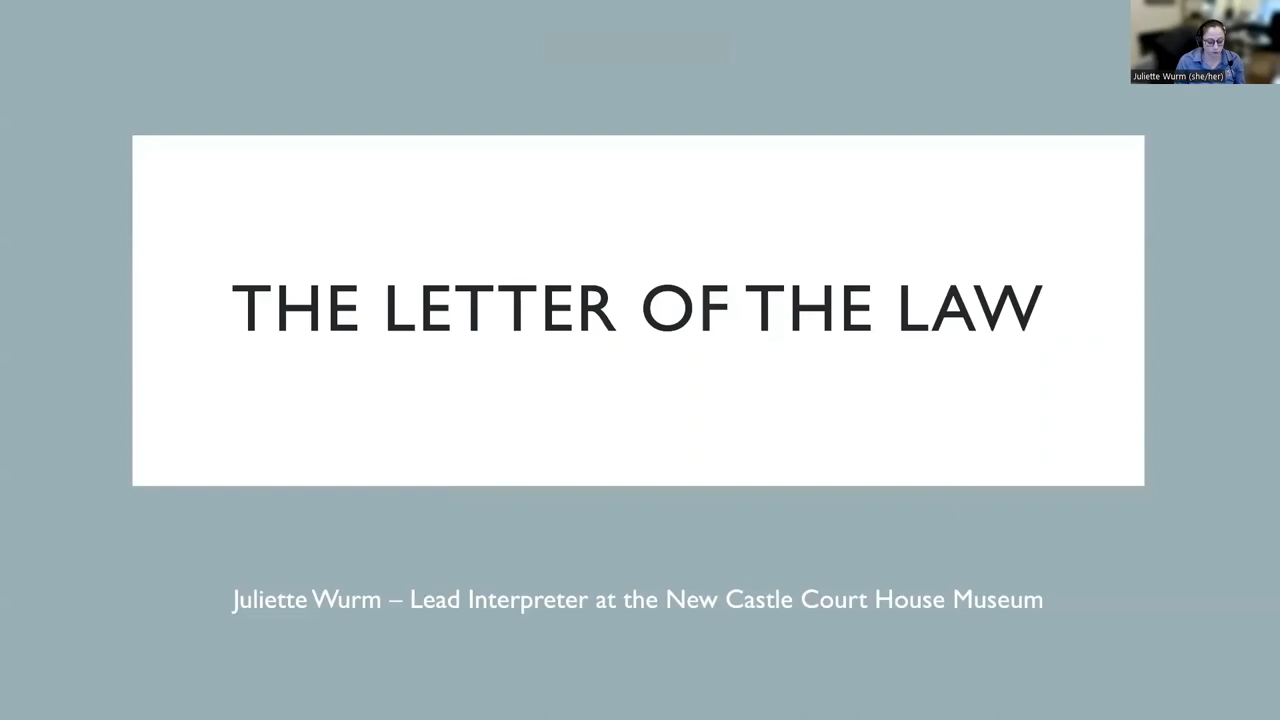 Juliette Wurm (she/her)
THE LETTER OF THE LAW
Juliette Wurm – Lead Interpreter at the New Castle Court House Museum